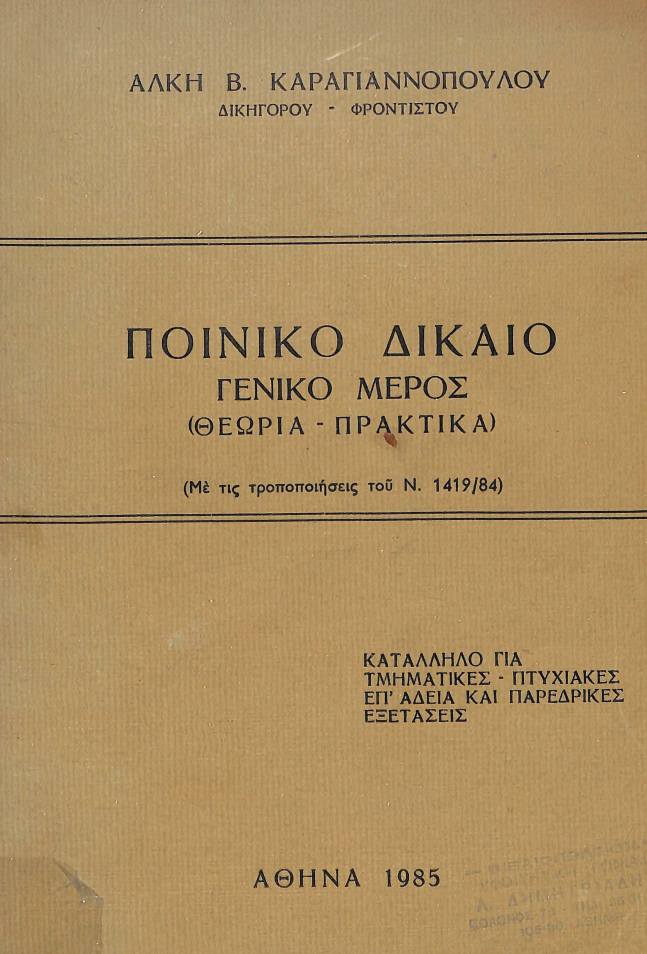 ΑΛΚΗ Β. ΚΑΡΑΓΙΑΝΝΟΠΟΥΛΟΥ
ΔΙΚΗΓΟΡΟΥ - ΦΡΟΝΤΙΣΤΟΥ
ΠΟΙΝΙΚΟ ΔΙΚΑΙΟ
ΓΕΝΙΚΟ ΜΕΡΟΣ
(ΘΕΩΡΙΑ - ΠΡΑΚΤΙΚΑ)
(Μὲ τις τροποποιήσεις τοῦ Ν. 1419/84)
ΚΑΤΑΛΛΗΛΟ ΓΙΑ
ΤΜΗΜΑΤΙΚΕΣ - ΠΤΥΧΙΑΚΕΣ
ΕΠ' ΑΔΕΙΑ ΚΑΙ ΠΑΡΕΔΡΙΚΕΣ
ΕΞΕΤΑΣΕΙΣ
ΑΘΗΝΑ 1985